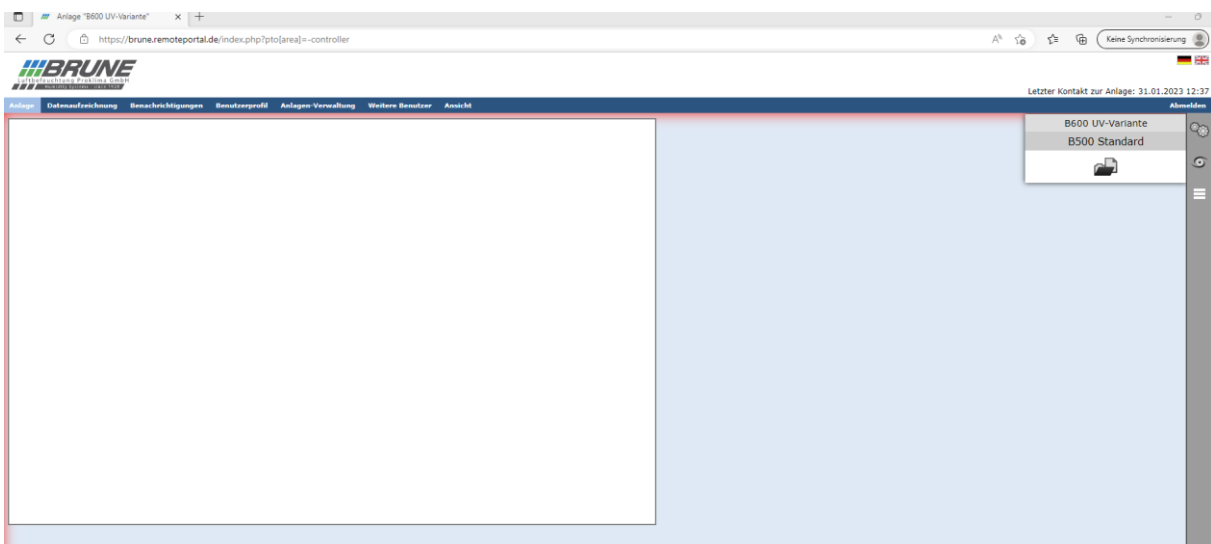 Anlage "B600 UV-Variante"
https://brune.remoteportal.de/index.php?pto[area]=-controller
Keine Synchronisierung
BRUNE
Luftbefeuchtung Proklima GmbH
Letzter Kontakt zur Anlage: 31.01.2023 12:37
Anlage Datenaufzeichnung Benachrichtigungen Benutzerprofil Anlagen-Verwaltung Weitere Benutzer Ansicht Abmelden
B600 UV-Variante
B500 Standard